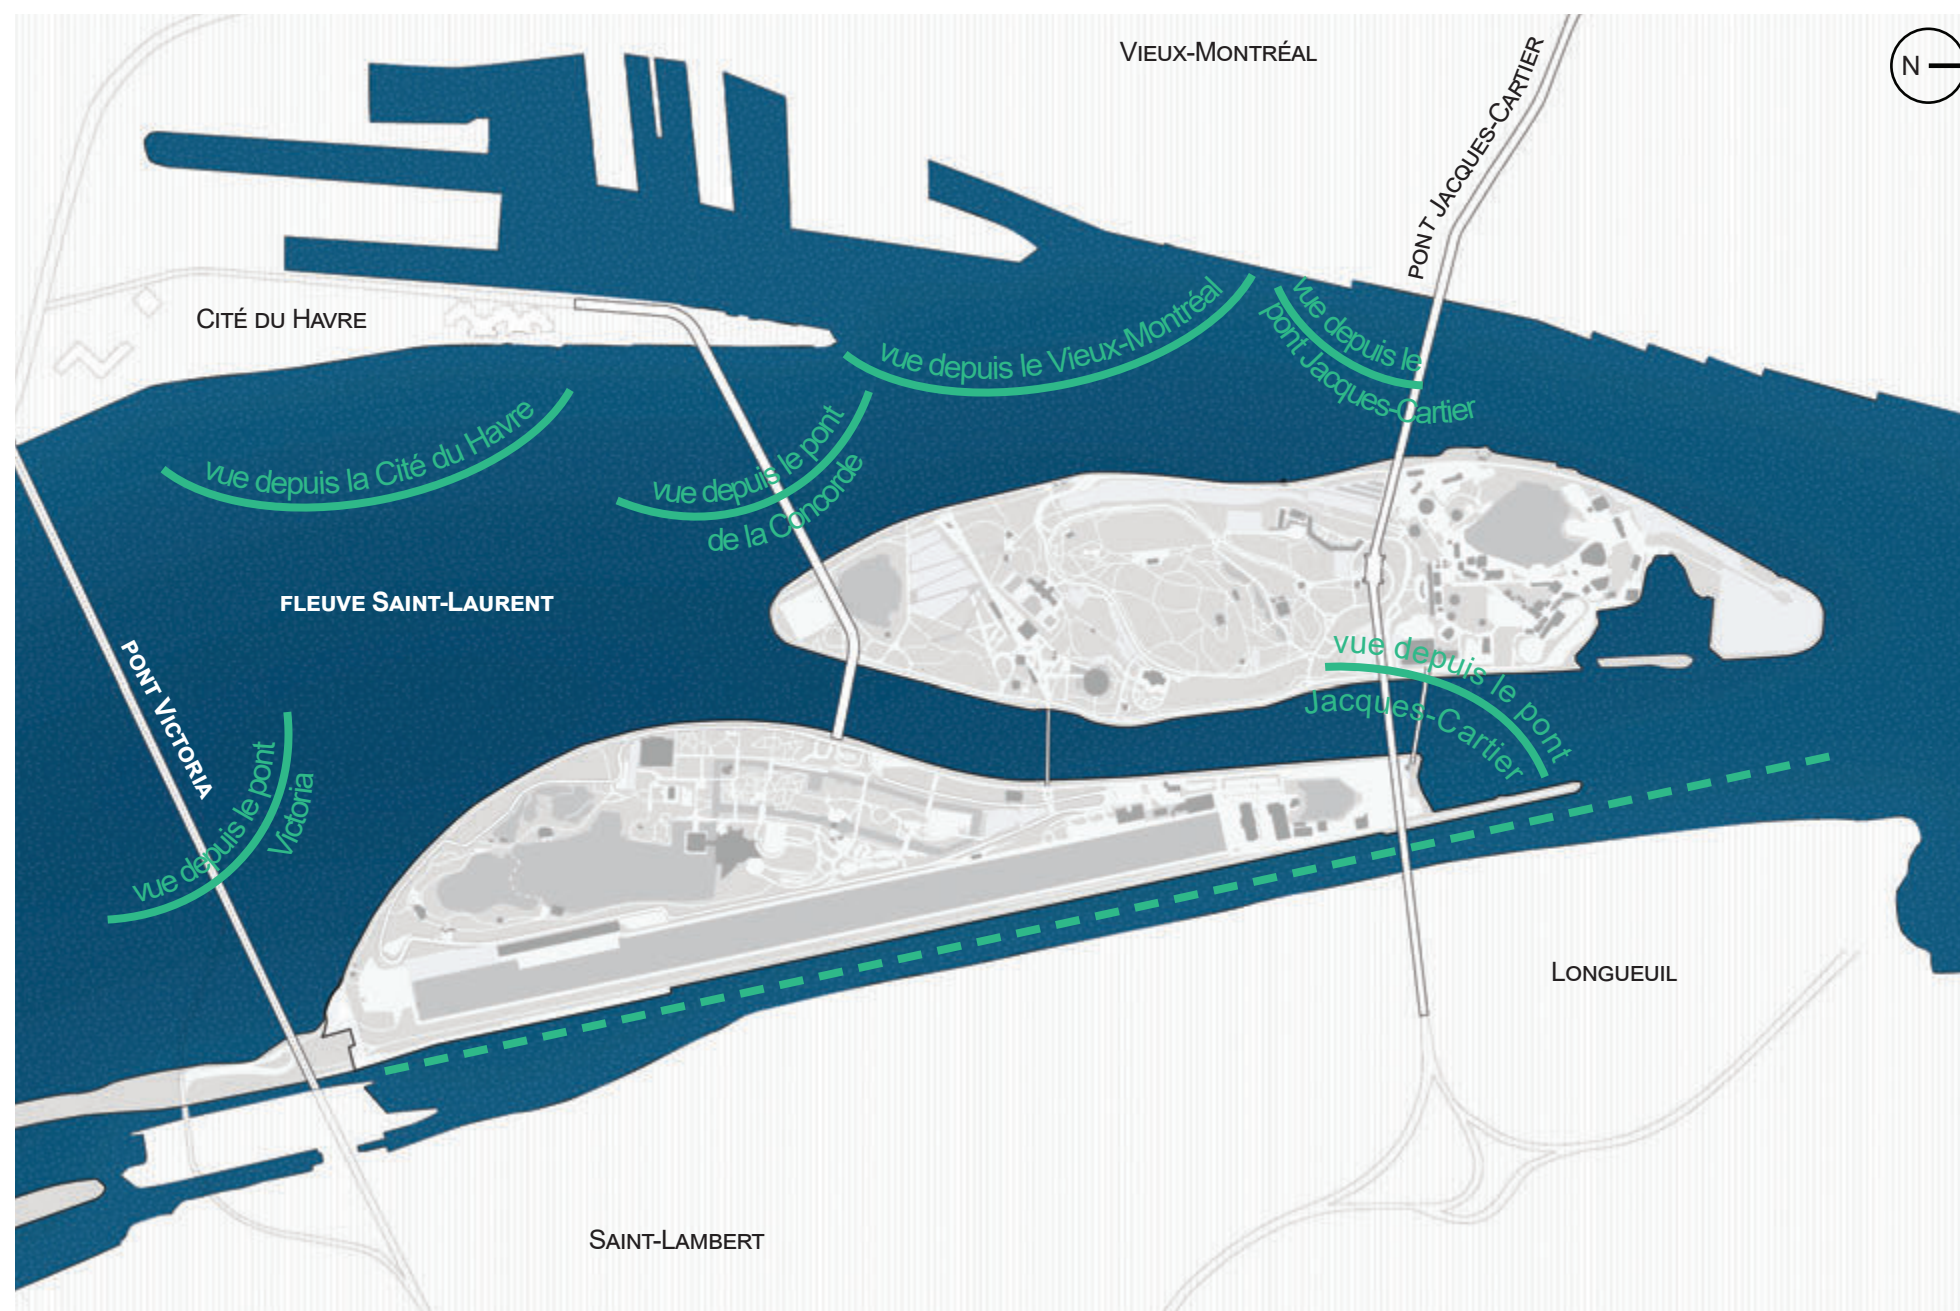 VIEUX-MONTRÉAL
N
PONT JACQUES-CARTIER
CITÉ DU HAVRE
vue depuis le Vieux-Montréal
vue depuis le
pont Jacques-Cartier
vue depuis la Cité du Havre
vue depuis le pont
de la Concorde
FLEUVE SAINT-LAURENT
PONT VICTORIA
vue depuis le pont
Jacques-Cartier
vue depuis le pont
Victoria
LONGUEUIL
SAINT-LAMBERT